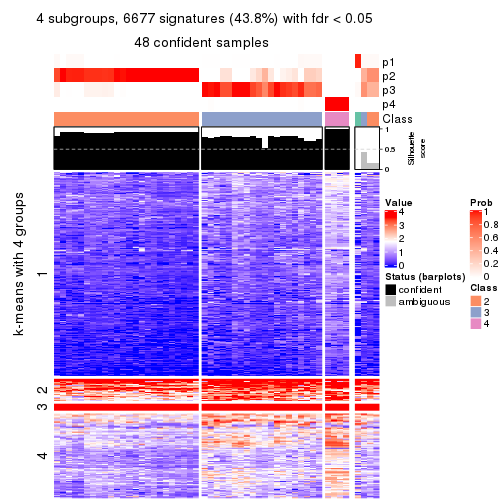 4 subgroups, 6677 signatures (43.8%) with fdr < 0.05
48 confident samples
p1
p2
p3
p4
Class
1
0.5
0
Silhouette
score
k-means with 4 groups
1
2
3
4
Value
4
3
2
1
0
Status (barplots)
confident
ambiguous
Prob
1
0.8
0.6
0.4
0.2
0
Class
2
3
4